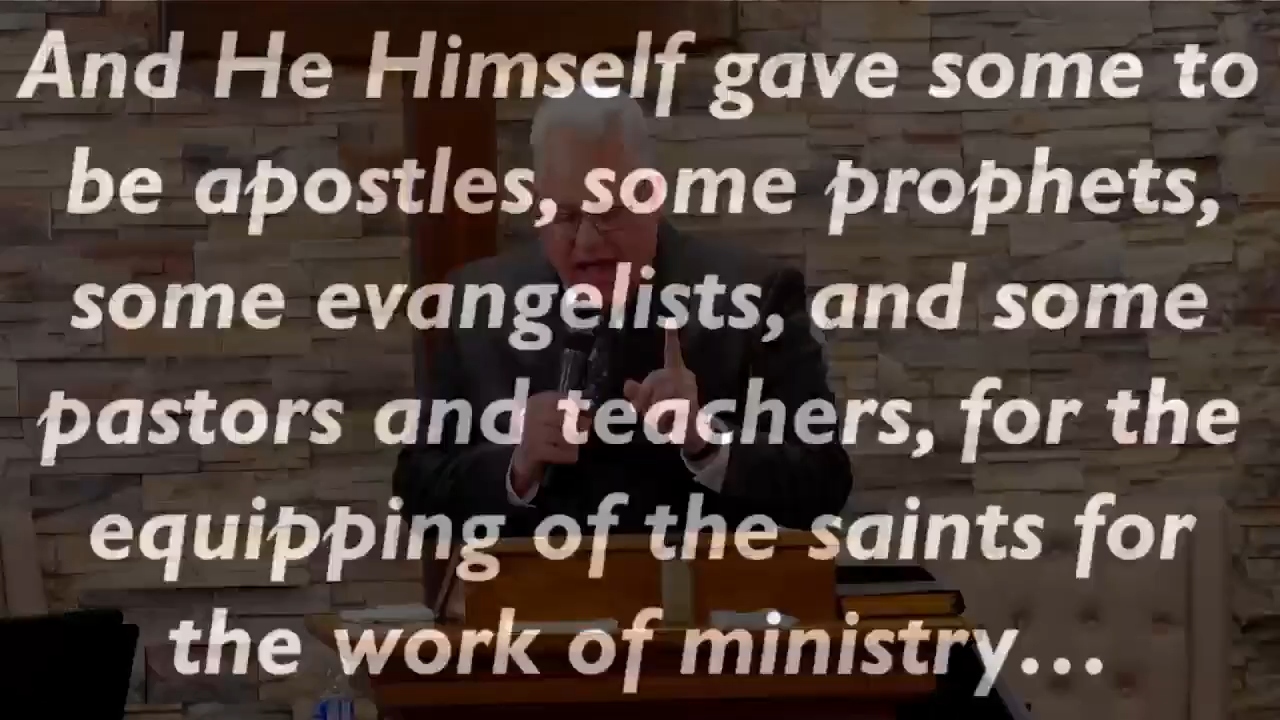 And He Himself gave some to
be apostles, some prophets,
some evangelists, and some
pastors and teachers, for the
equipping of the saints for
the work of ministry...